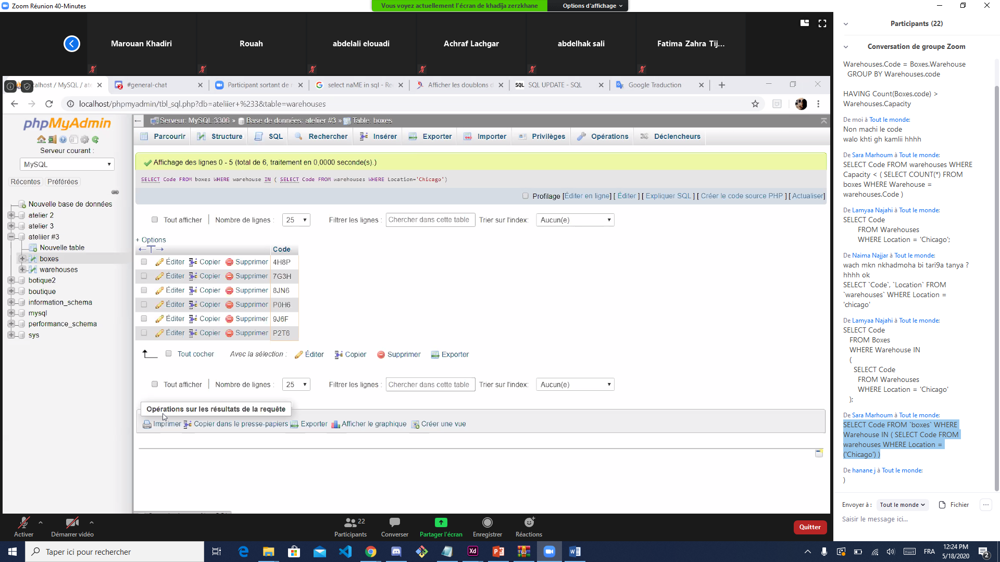 Zoom Réunion 40-Minutes
Vous voyez actuellement l'écran de khadija zerzkhane
Options d'affichage
Marouan Khadiri
Rouah
abdelali elouadi
Achraf Lachgar
abdelhak sali
Fatima Zahra Tij...
#general-chat
Participant sortant de
select naME in sql - Re
Afficher les doublons d
SQL UPDATE - SQL
Google Traduction
localhost/phpmyadmin/tbl_sql.php?db=ateliier+%233&table=warehouses
phpMyAdmin
Serveur courant :
MySQL
Récentes
Préférées
Nouvelle base de données
atelier 2
atelier 3
ateliier #3
Nouvelle table
boxes
warehouses
botique2
boutique
information_schema
mysql
performance_schema
sys
Serveur: MySQL:3306 » Base de données: ateliier #3 » Table: boxes
Parcourir
Structure
SQL
Rechercher
Insérer
Exporter
Importer
Privilèges
Opérations
Déclencheurs
Affichage des lignes 0 - 5 (total de 6, traitement en 0,0000 seconde(s).)
SELECT Code FROM boxes WHERE warehouse IN ( SELECT Code FROM warehouses WHERE Location='Chicago')
Profilage [Éditer en ligne] [ Éditer ] [ Expliquer SQL ] [ Créer le code source PHP ] [ Actualiser]
Tout afficher
Nombre de lignes :
25
Filtrer les lignes :
Chercher dans cette table
Trier sur l'index:
Aucun(e)
+ Options
Code
Éditer Copier Supprimer 4H8P
Éditer Copier Supprimer 7G3H
Éditer Copier Supprimer 8JN6
Éditer Copier Supprimer P0H6
Éditer Copier Supprimer 9J6F
Éditer Copier Supprimer P2T6
Tout cocher
Avec la sélection :
Éditer
Copier
Supprimer
Exporter
Tout afficher
Nombre de lignes :
25
Filtrer les lignes :
Chercher dans cette table
Trier sur l'index:
Aucun(e)
Opérations sur les résultats de la requête
Imprimer
Copier dans le presse-papiers
Exporter
Afficher le graphique
Créer une vue
Participants (22)
Conversation de groupe Zoom
Warehouses.Code = Boxes.Warehouse
GROUP BY Warehouses.code
HAVING Count(Boxes.code) >
Warehouses.Capacity
De moi à Tout le monde:
Non machi le code
walo khti gh kamlii hhhh
De Sara Marhoum à Tout le monde:
SELECT Code FROM warehouses WHERE
Capacity < ( SELECT COUNT(*) FROM
boxes WHERE Warehouse =
warehouses.Code )
De Lamyaa Najahi à Tout le monde:
SELECT Code
FROM Warehouses
WHERE Location = 'Chicago';
De Naima Najjar à Tout le monde:
wach mkn nkhadmoha bi tari9a tanya ?
hhhh ok
SELECT `Code`, `Location` FROM
`warehouses` WHERE Location =
'chicago'
De Lamyaa Najahi à Tout le monde:
SELECT Code
FROM Boxes
WHERE Warehouse IN
(
SELECT Code
FROM Warehouses
WHERE Location = 'Chicago'
);
De Sara Marhoum à Tout le monde:
SELECT Code FROM `boxes` WHERE
Warehouse IN ( SELECT Code FROM
warehouses WHERE Location =
('Chicago') )
De hanane j à Tout le monde:
)
Envoyer à :
Tout le monde
Fichier
Saisir le message ici...
Activer
Démarrer vidéo
22
Participants
Converser
Partager l'écran
Enregistrer
Réactions
Quitter
Taper ici pour rechercher
Xd
FRA
12:24 PM
5/18/2020
2